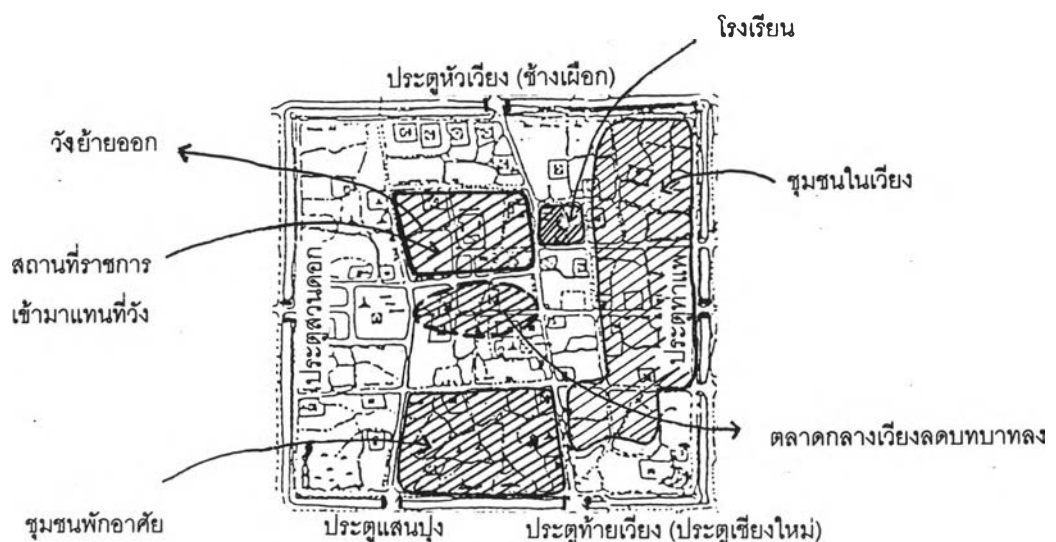 โรงเรียน
ประตูหัวเวียง (ช้างเผือก)
วังย้ายออก
ชุมชนในเวียง
สถานที่ราชการ
เข้ามาแทนที่วัง
ประตูสวนดอก
ประตูท่าแพ
ตลาดกลางเวียงลดบทบาทลง
ชุมชนพักอาศัย
ประตูแสนปุง
ประตูท้ายเวียง (ประตูเชียงใหม่)